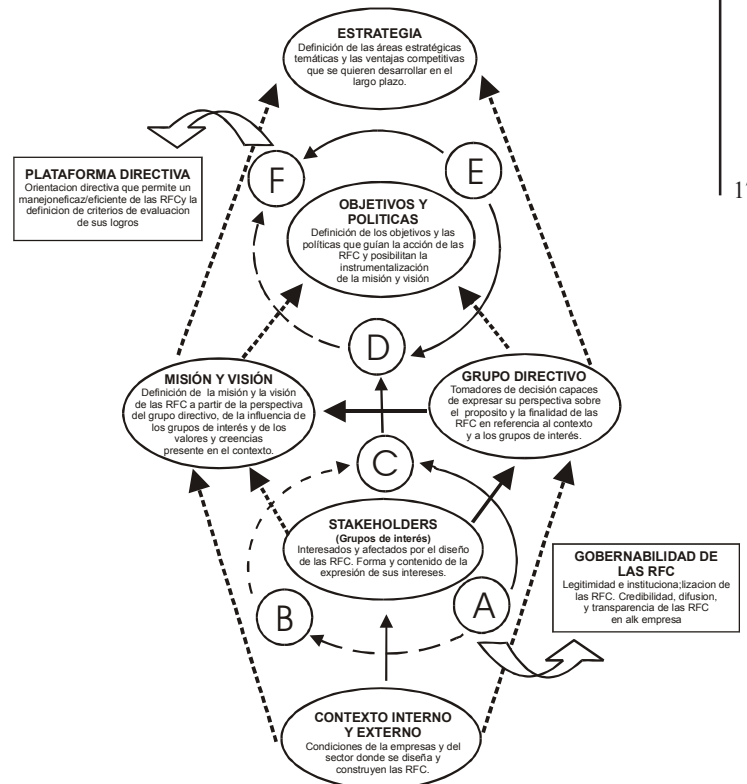 ESTRATEGIA
Definición de las áreas estratégicas
temáticas y las ventajas competitivas
que se quieren desarrollar en el
largo plazo.
F
E
PLATAFORMA DIRECTIVA
Orientacion directiva que permite un
manejoneficaz/eficiente de las RFCy la
definicion de criterios de evaluacion
de sus logros
17
OBJETIVOS Y
POLITICAS
Definición de los objetivos y las
políticas que guían la acción de las
RFC y posibilitan la
instrumentalización
de la misión y visión
D
MISIÓN Y VISIÓN
Definición de la misión y la visión
de las RFC a partir de la perspectiva
del grupo directivo, de la influencia de
los grupos de interés y de los
valores y creencias
presente en el contexto.
GRUPO DIRECTIVO
Tomadores de decisión capaces
de expresar su perspectiva sobre
el proposito y la finalidad de las
RFC en referencia al contexto
y a los grupos de interés.
C
STAKEHOLDERS
(Grupos de interés)
Interesados y afectados por el diseño
de las RFC. Forma y contenido de la
expresión de sus intereses.
B
A
GOBERNABILIDAD DE
LAS RFC
Legitimidad e instituciona;lizacion de
las RFC. Credibilidad, difusion,
y transparencia de las RFC
en alk empresa
CONTEXTO INTERNO
Y EXTERNO
Condiciones de la empresas y del
sector donde se diseña y
construyen las RFC.